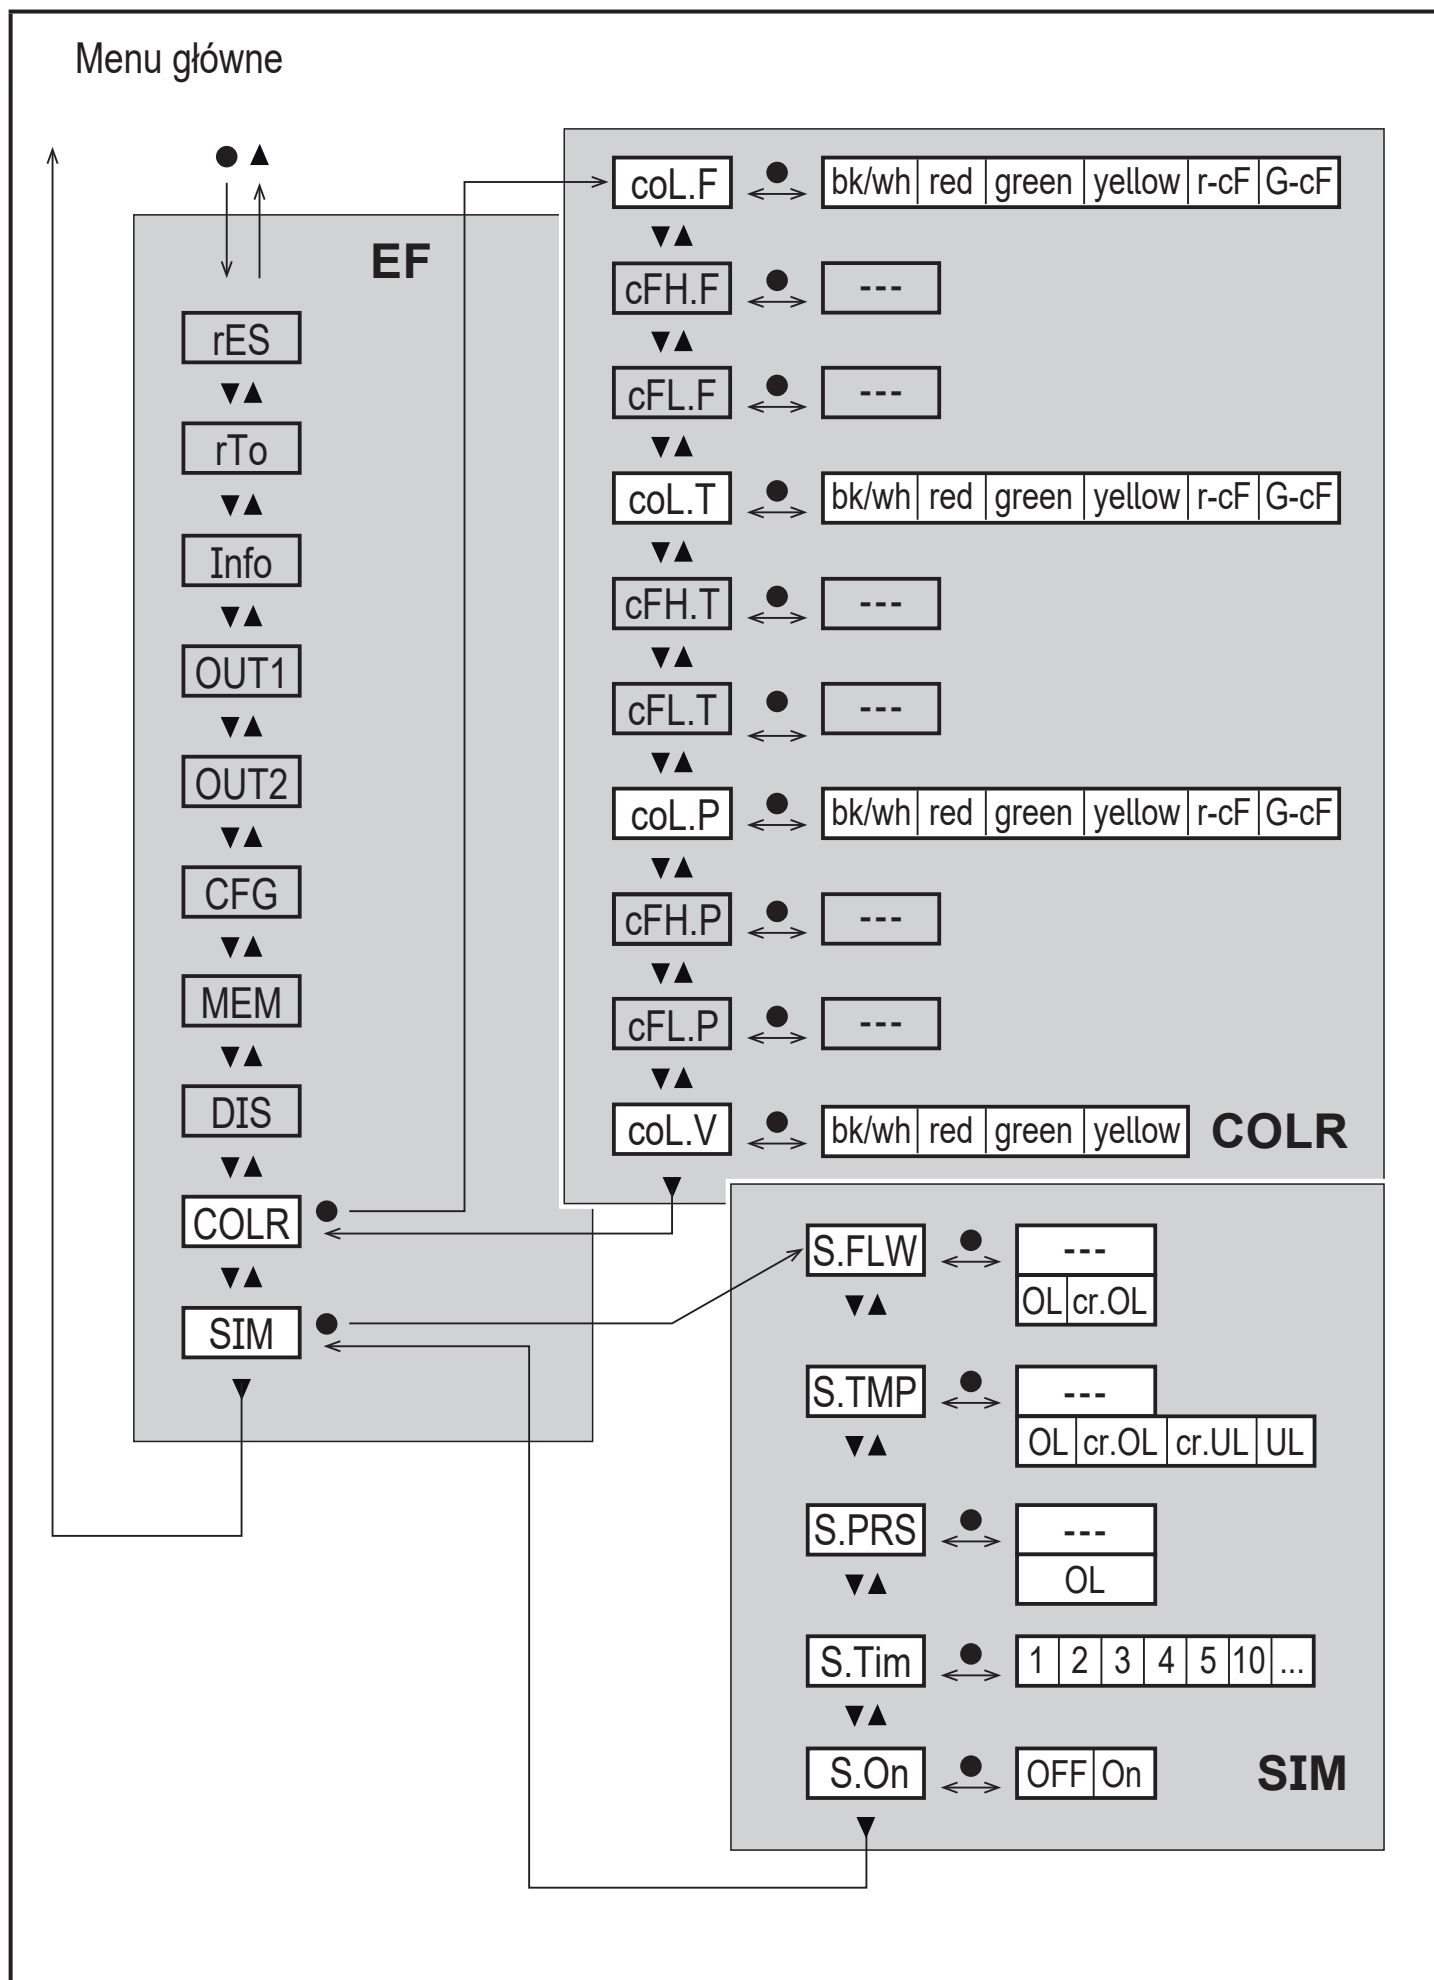 Menu główne
EF
rES
rTo
Info
OUT1
OUT2
CFG
MEM
DIS
COLR
SIM
coL.F bk/wh red green yellow r-cF G-cF
cFH.F ---
cFL.F ---
coL.T bk/wh red green yellow r-cF G-cF
cFH.T ---
cFL.T ---
coL.P bk/wh red green yellow r-cF G-cF
cFH.P ---
cFL.P ---
coL.V bk/wh red green yellow COLR
S.FLW ---
OL cr.OL
S.TMP ---
OL cr.OL cr.UL UL
S.PRS ---
OL
S.Tim 1 2 3 4 5 10 ...
S.On OFF On SIM